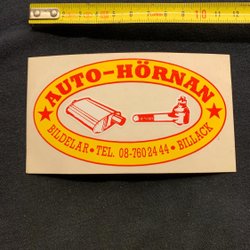 AUTO-HÖRNAN
BILDELAR • TEL. 08-760 24 44 • BILLACK